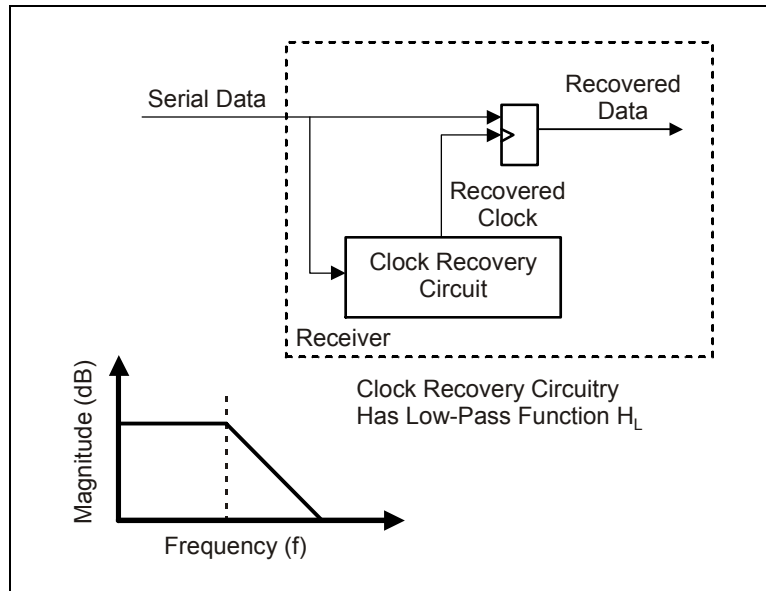 Serial Data
Recovered
Data
Recovered
Clock
Clock Recovery
Circuit
Receiver
Clock Recovery Circuitry
Has Low-Pass Function H_L
Magnitude (dB)
Frequency (f)